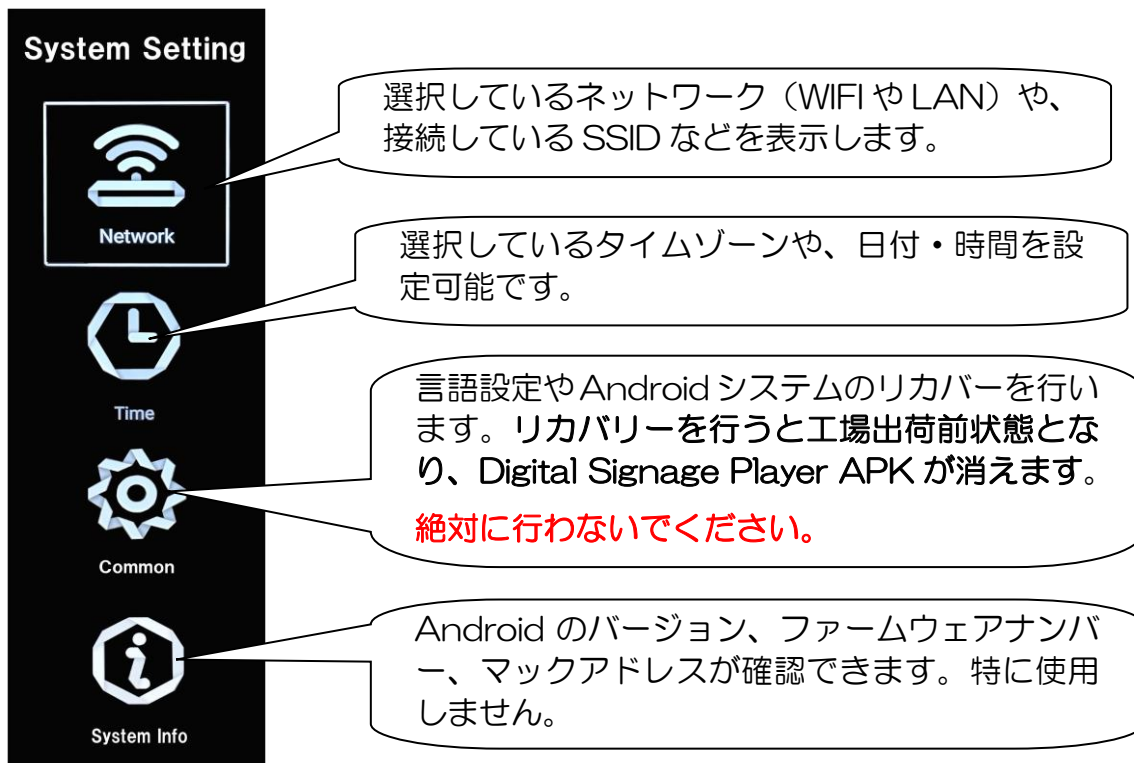 System Setting
選択しているネットワーク（WIFI や LAN）や、
接続している SSID などを表示します。
Network
選択しているタイムゾーンや、日付・時間を設
定可能です。
Time
言語設定や Android システムのリカバーを行い
ます。リカバリーを行うと工場出荷前状態とな
り、Digital Signage Player APK が消えます。
絶対に行わないでください。
Common
Android のバージョン、ファームウェアナンバ
ー、マックアドレスが確認できます。特に使用
しません。
System Info